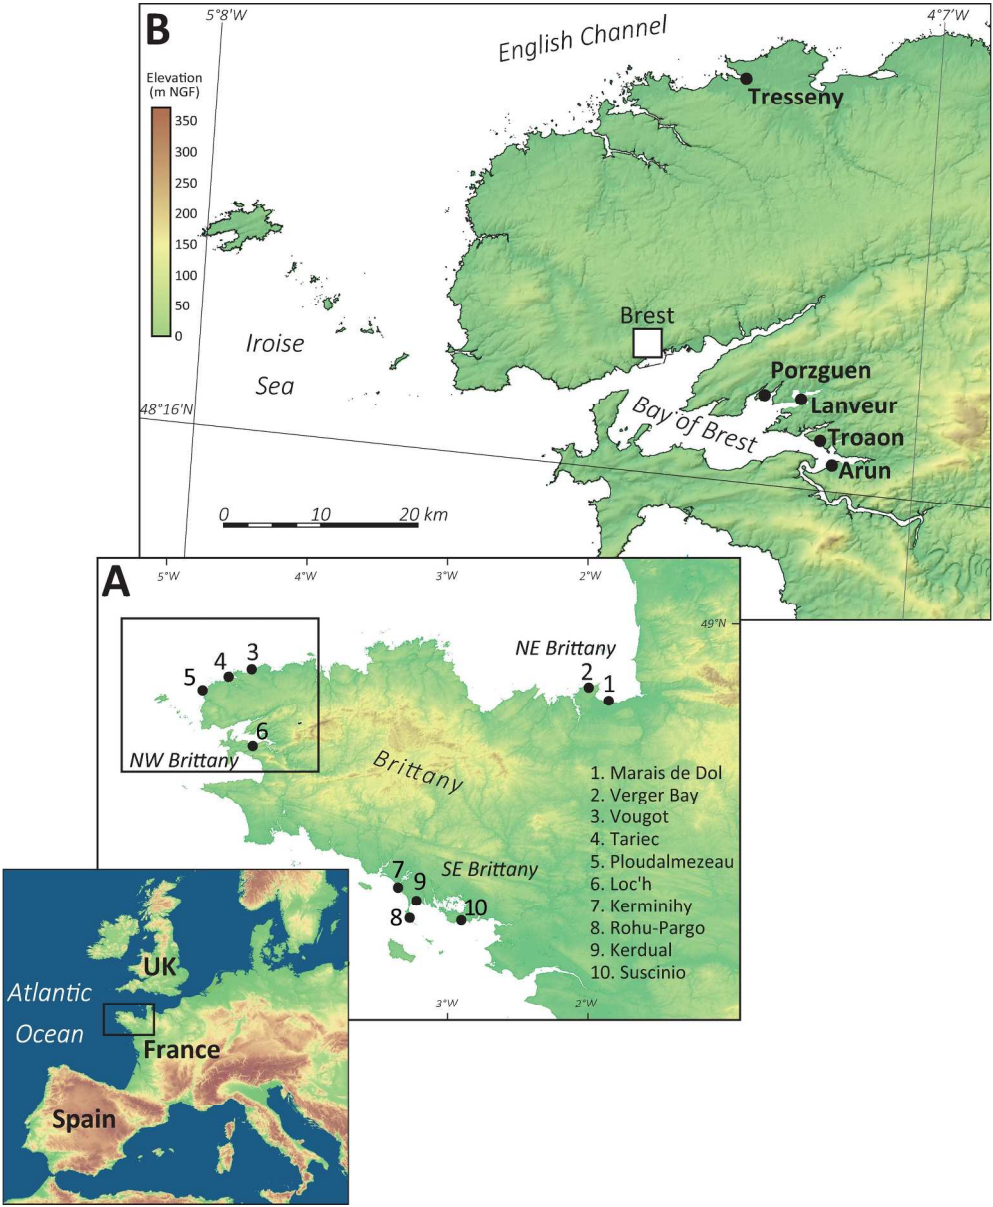 5°8'W
4°7'W
B
English Channel
Elevation
(m NGF)
350
300
250
200
150
100
50
0
Tresseny
Iroise
Sea
Brest
Porzguen
Lanveur
Bay of Brest
Troaon
Arun
48°16'N
0
10
20 km
A
5°W
4°W
3°W
2°W
49°N
NE Brittany
2
1
3
4
5
6
NW Brittany
Brittany
1. Marais de Dol
2. Verger Bay
3. Vougot
4. Tariec
5. Ploudalmezeau
6. Loc'h
7. Kerminihy
8. Rohu-Pargo
9. Kerdual
10. Suscinio
SE Brittany
7
9
8
10
3°W
2°W
UK
Atlantic
Ocean
France
Spain